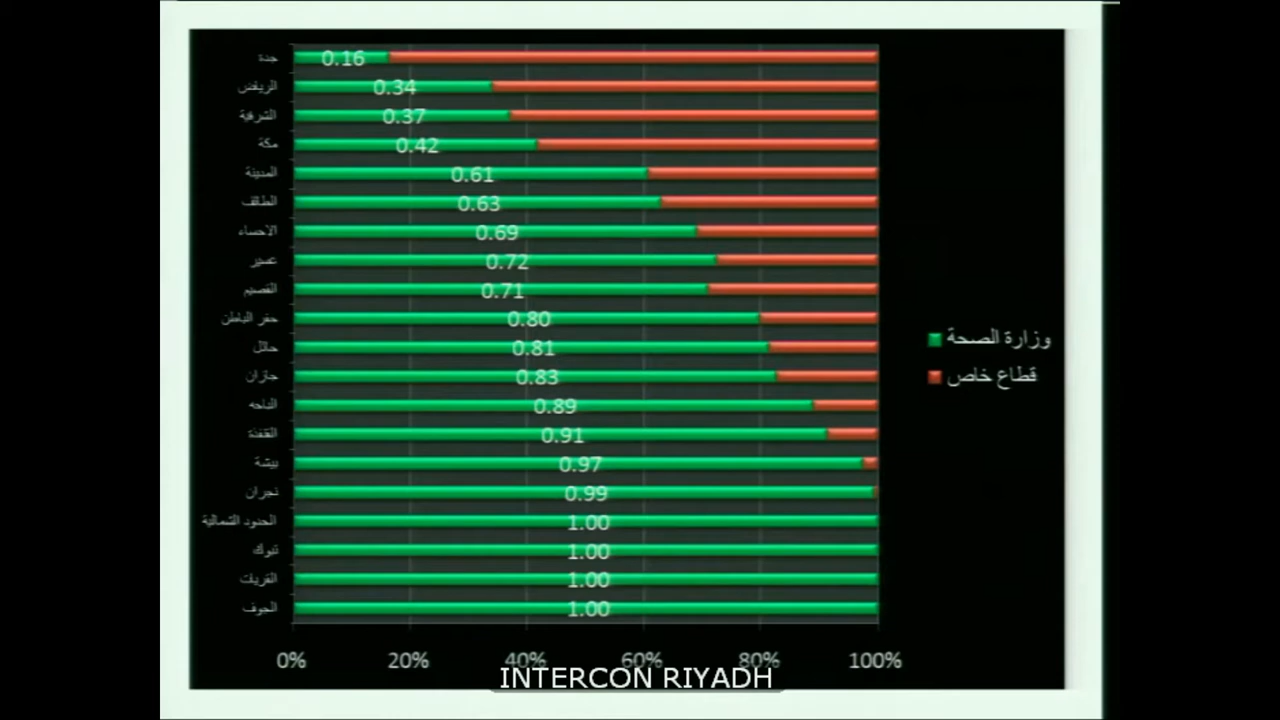 جدة 0.16
الرياض 0.34
الشرقية 0.37
مكة 0.42
المدينة 0.61
الطائف 0.63
الاحساء 0.69
عسير 0.72
القصيم 0.71
حفر الباطن 0.80
حائل 0.81
جازان 0.83
الباحه 0.89
القنفذة 0.91
بيشة 0.97
نجران 0.99
الحدود الشمالية 1.00
تبوك 1.00
القريات 1.00
الجوف 1.00
وزارة الصحة
قطاع خاص
0% 20% 40% 60% 80% 100%
INTERCON RIYADH